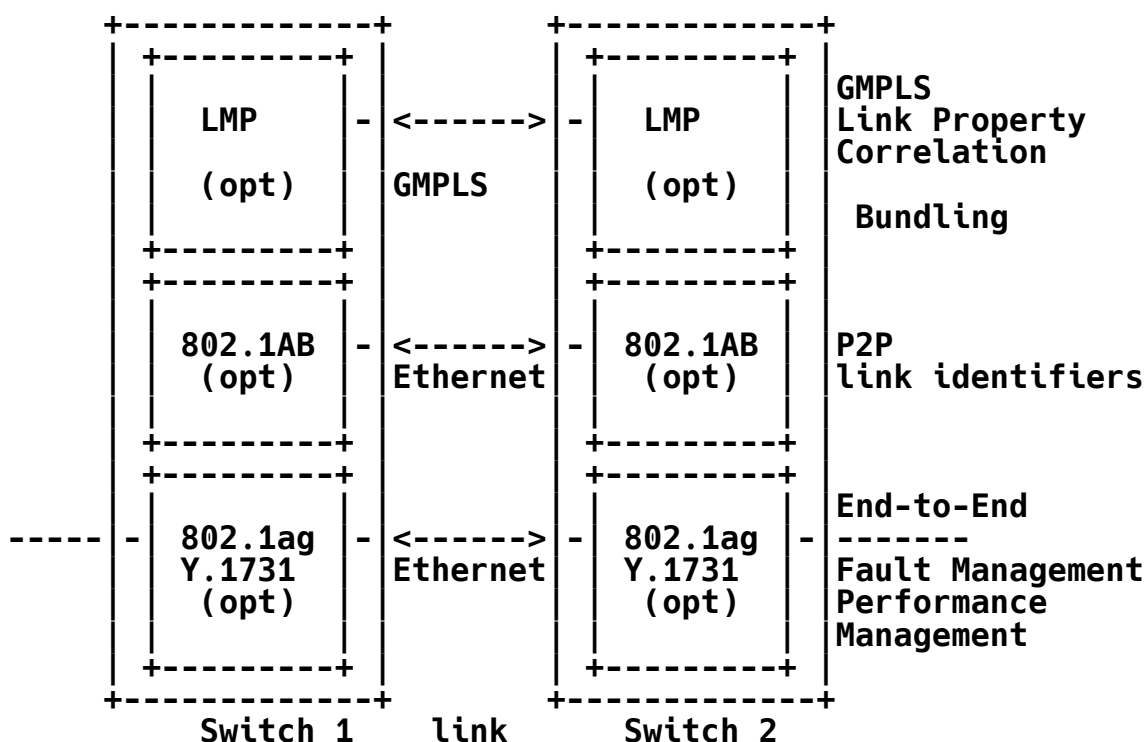 GMPLS
LMP <------> LMP Link Property
Correlation
(opt) GMPLS (opt)
Bundling
802.1AB <------> 802.1AB P2P
(opt) Ethernet (opt) link identifiers
End-to-End
----- 802.1ag <------> 802.1ag -------
Y.1731 Ethernet Y.1731 Fault Management
(opt) (opt) Performance
Management
Switch 1 link Switch 2